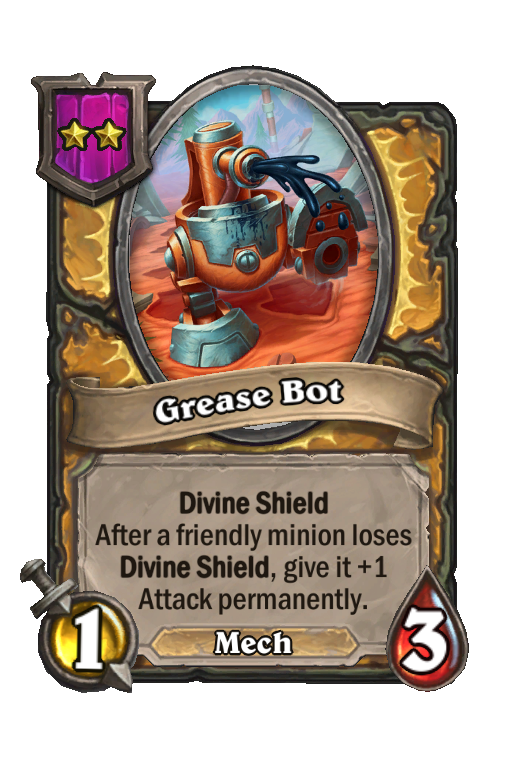 Grease Bot
Divine Shield
After a friendly minion loses
Divine Shield, give it +1
Attack permanently.
1
Mech
3